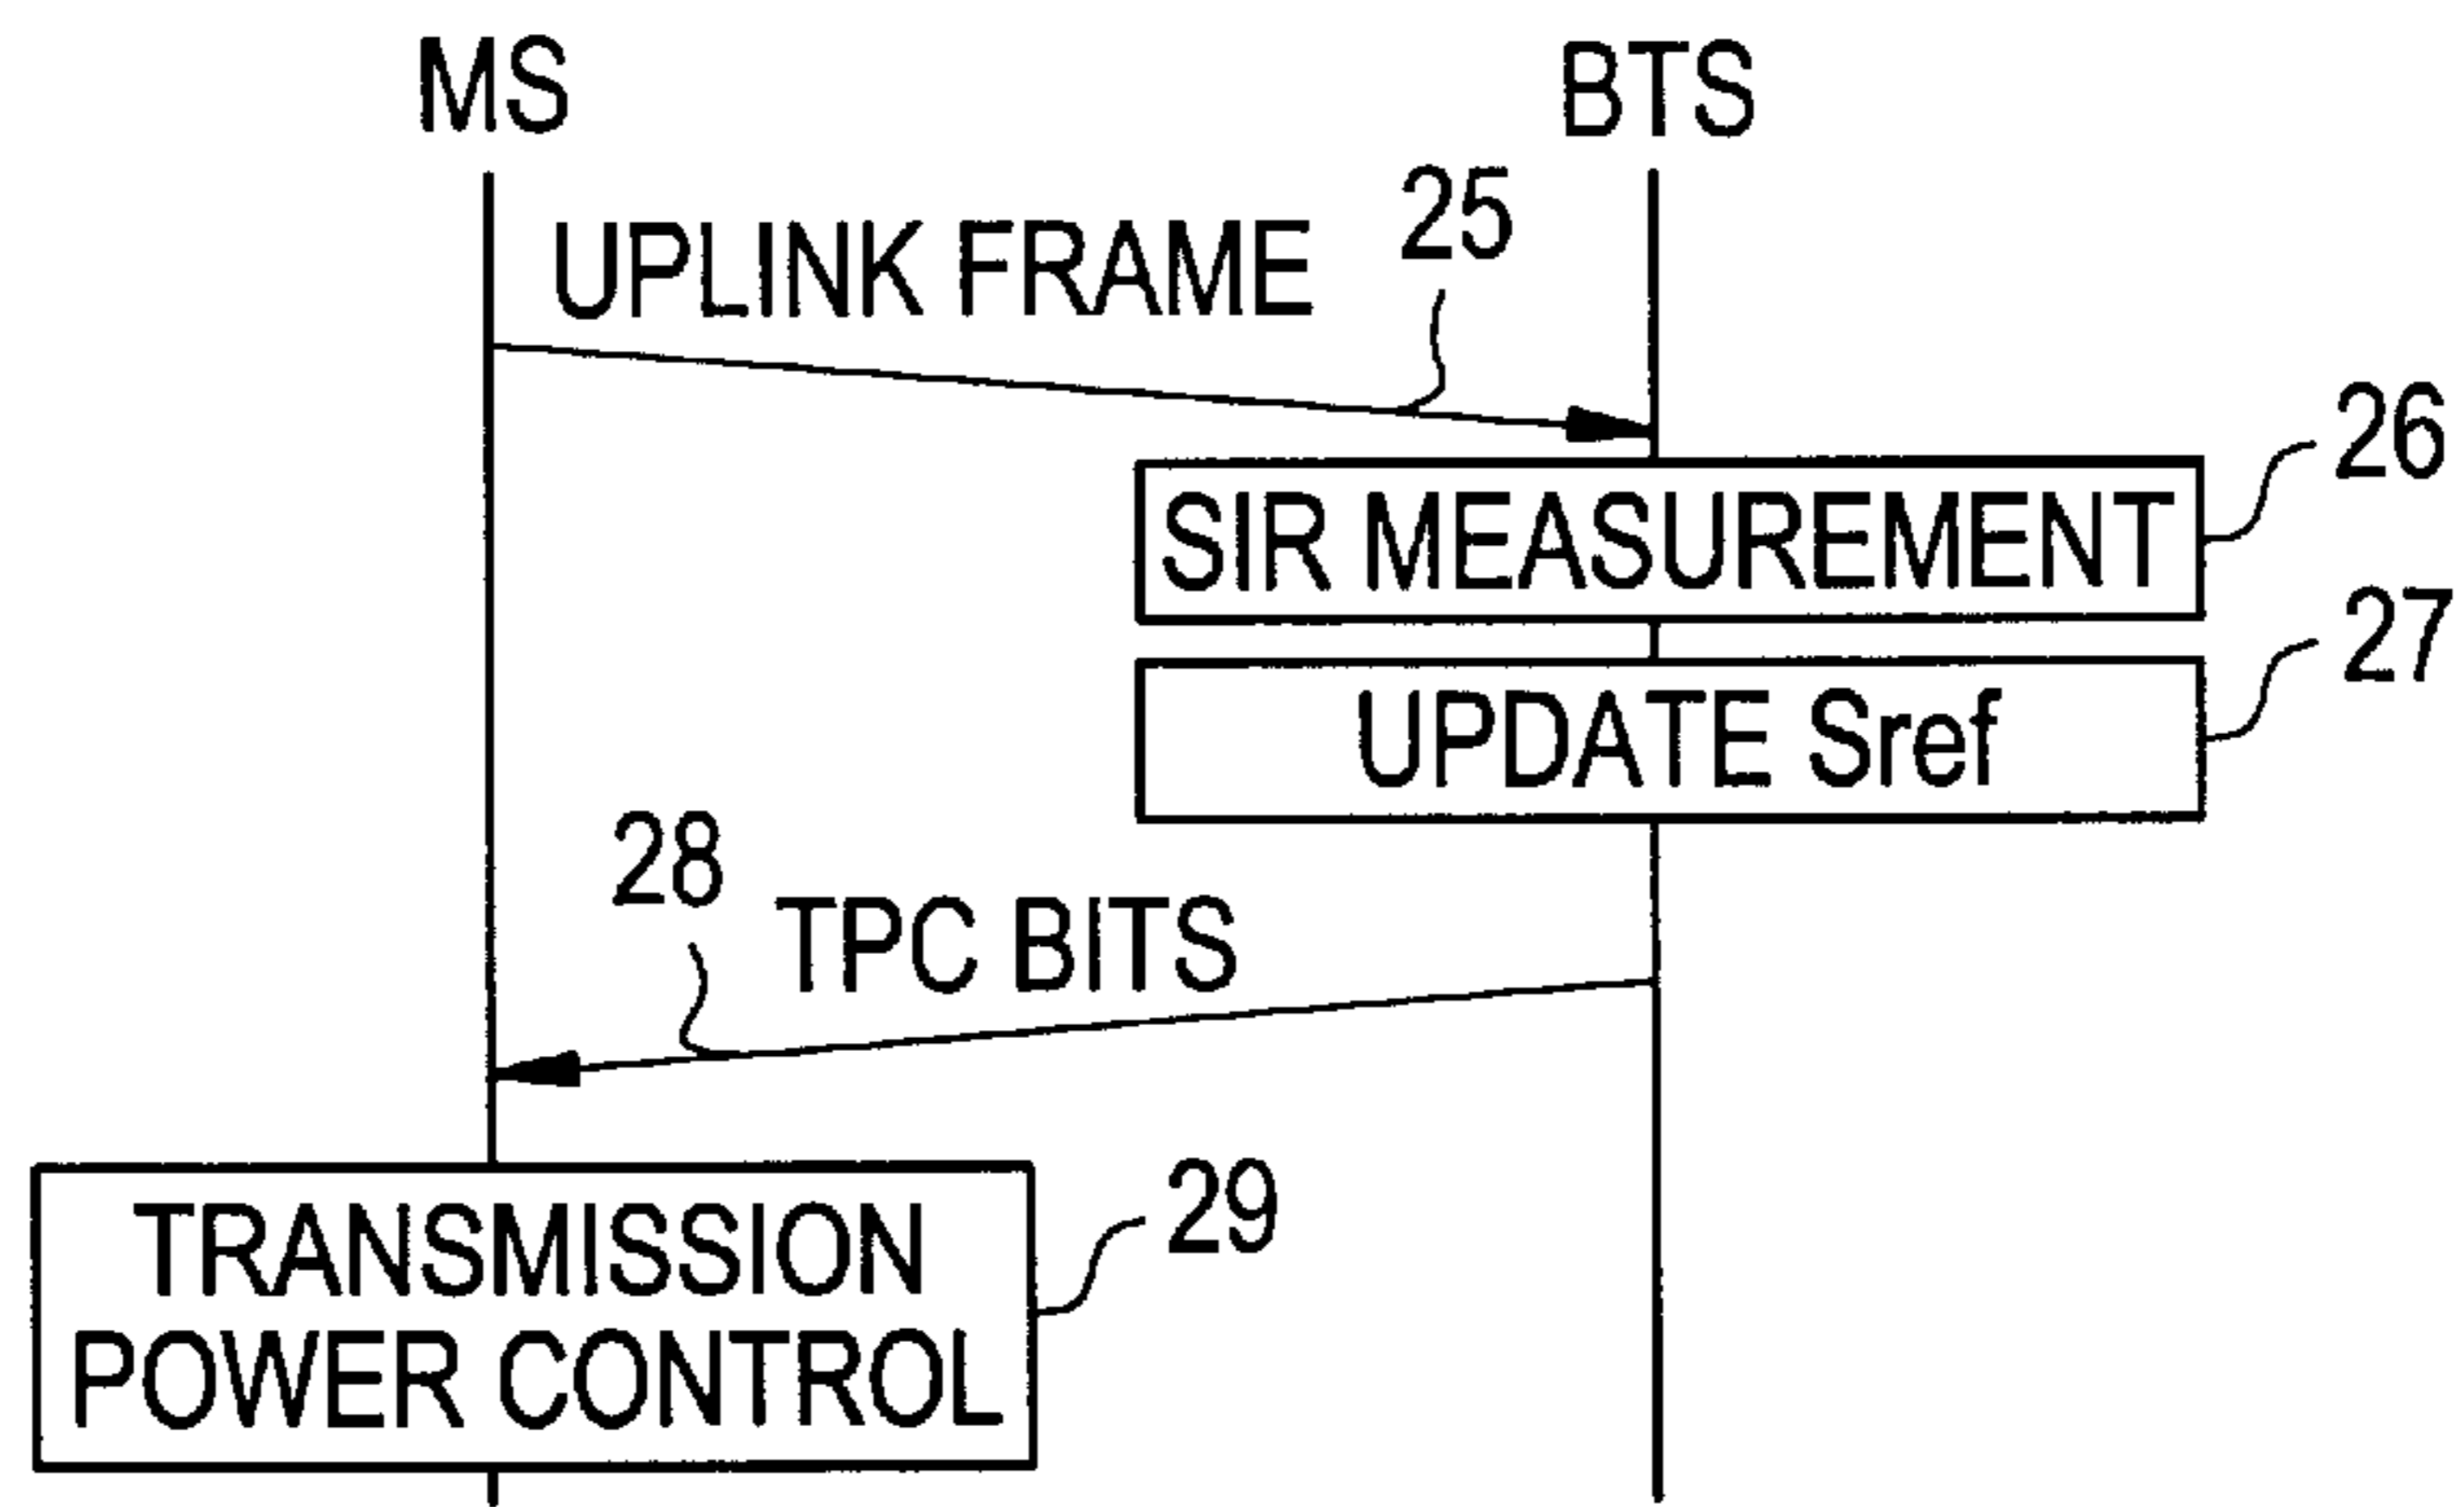 MS
BTS
25
UPLINK FRAME
26
SIR MEASUREMENT
27
UPDATE Sref
28
TPC BITS
29
TRANSMISSION
POWER CONTROL